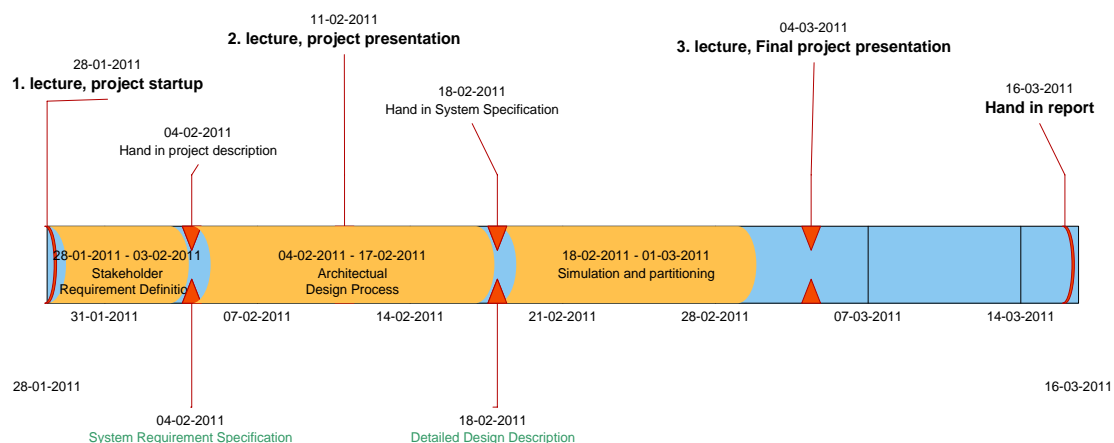 11-02-2011
2. lecture, project presentation
04-03-2011
3. lecture, Final project presentation
28-01-2011
1. lecture, project startup
18-02-2011
Hand in System Specification
16-03-2011
Hand in report
04-02-2011
Hand in project description
28-01-2011 - 03-02-2011
Stakeholder
Requirement Definitio
04-02-2011 - 17-02-2011
Architectual
Design Process
18-02-2011 - 01-03-2011
Simulation and partitioning
31-01-2011
07-02-2011
14-02-2011
21-02-2011
28-02-2011
07-03-2011
14-03-2011
28-01-2011
16-03-2011
04-02-2011
System Requirement Specification
18-02-2011
Detailed Design Description